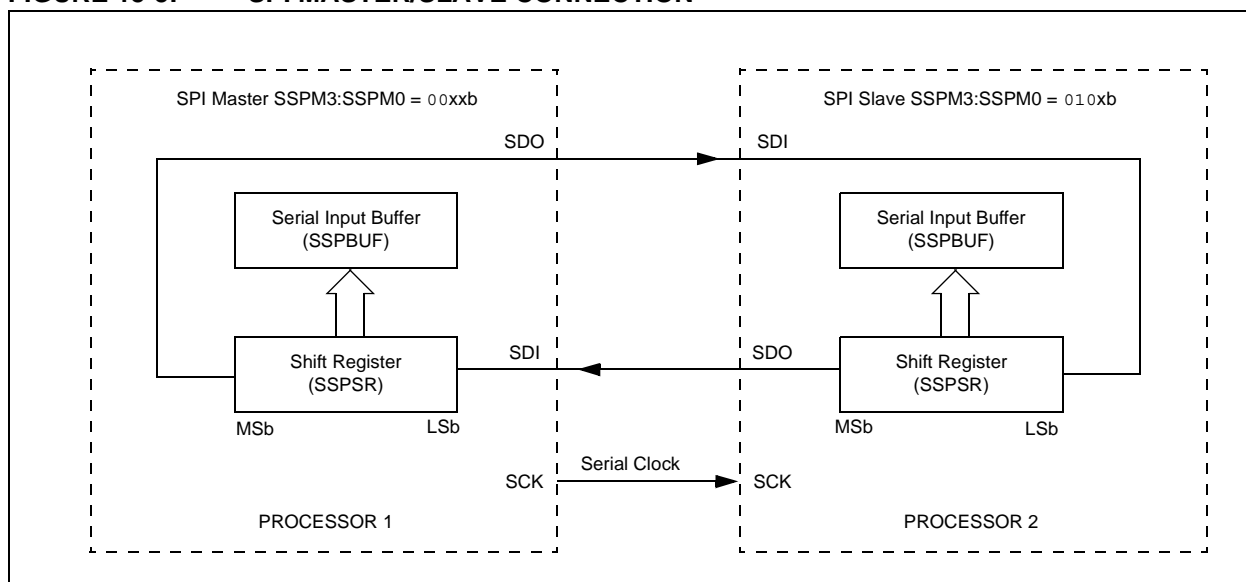 SPI Master SSPM3:SSPM0 = 00xxb
SPI Slave SSPM3:SSPM0 = 010xb
SDO
SDI
Serial Input Buffer
(SSPBUF)
Serial Input Buffer
(SSPBUF)
Shift Register
(SSPSR)
SDI
SDO
Shift Register
(SSPSR)
MSb
LSb
MSb
LSb
Serial Clock
SCK
SCK
PROCESSOR 1
PROCESSOR 2